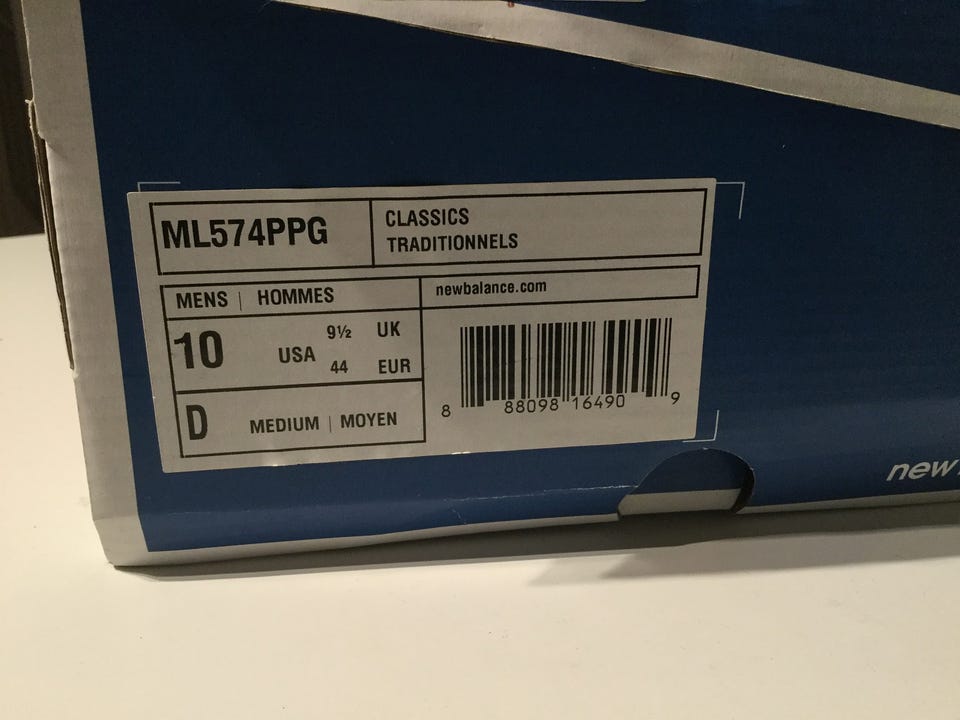 ML574PPG
CLASSICS
TRADITIONNELS
MENS | HOMMES
newbalance.com
10 USA 9½ UK
44 EUR
D MEDIUM | MOYEN
8 88098 16490 9
new